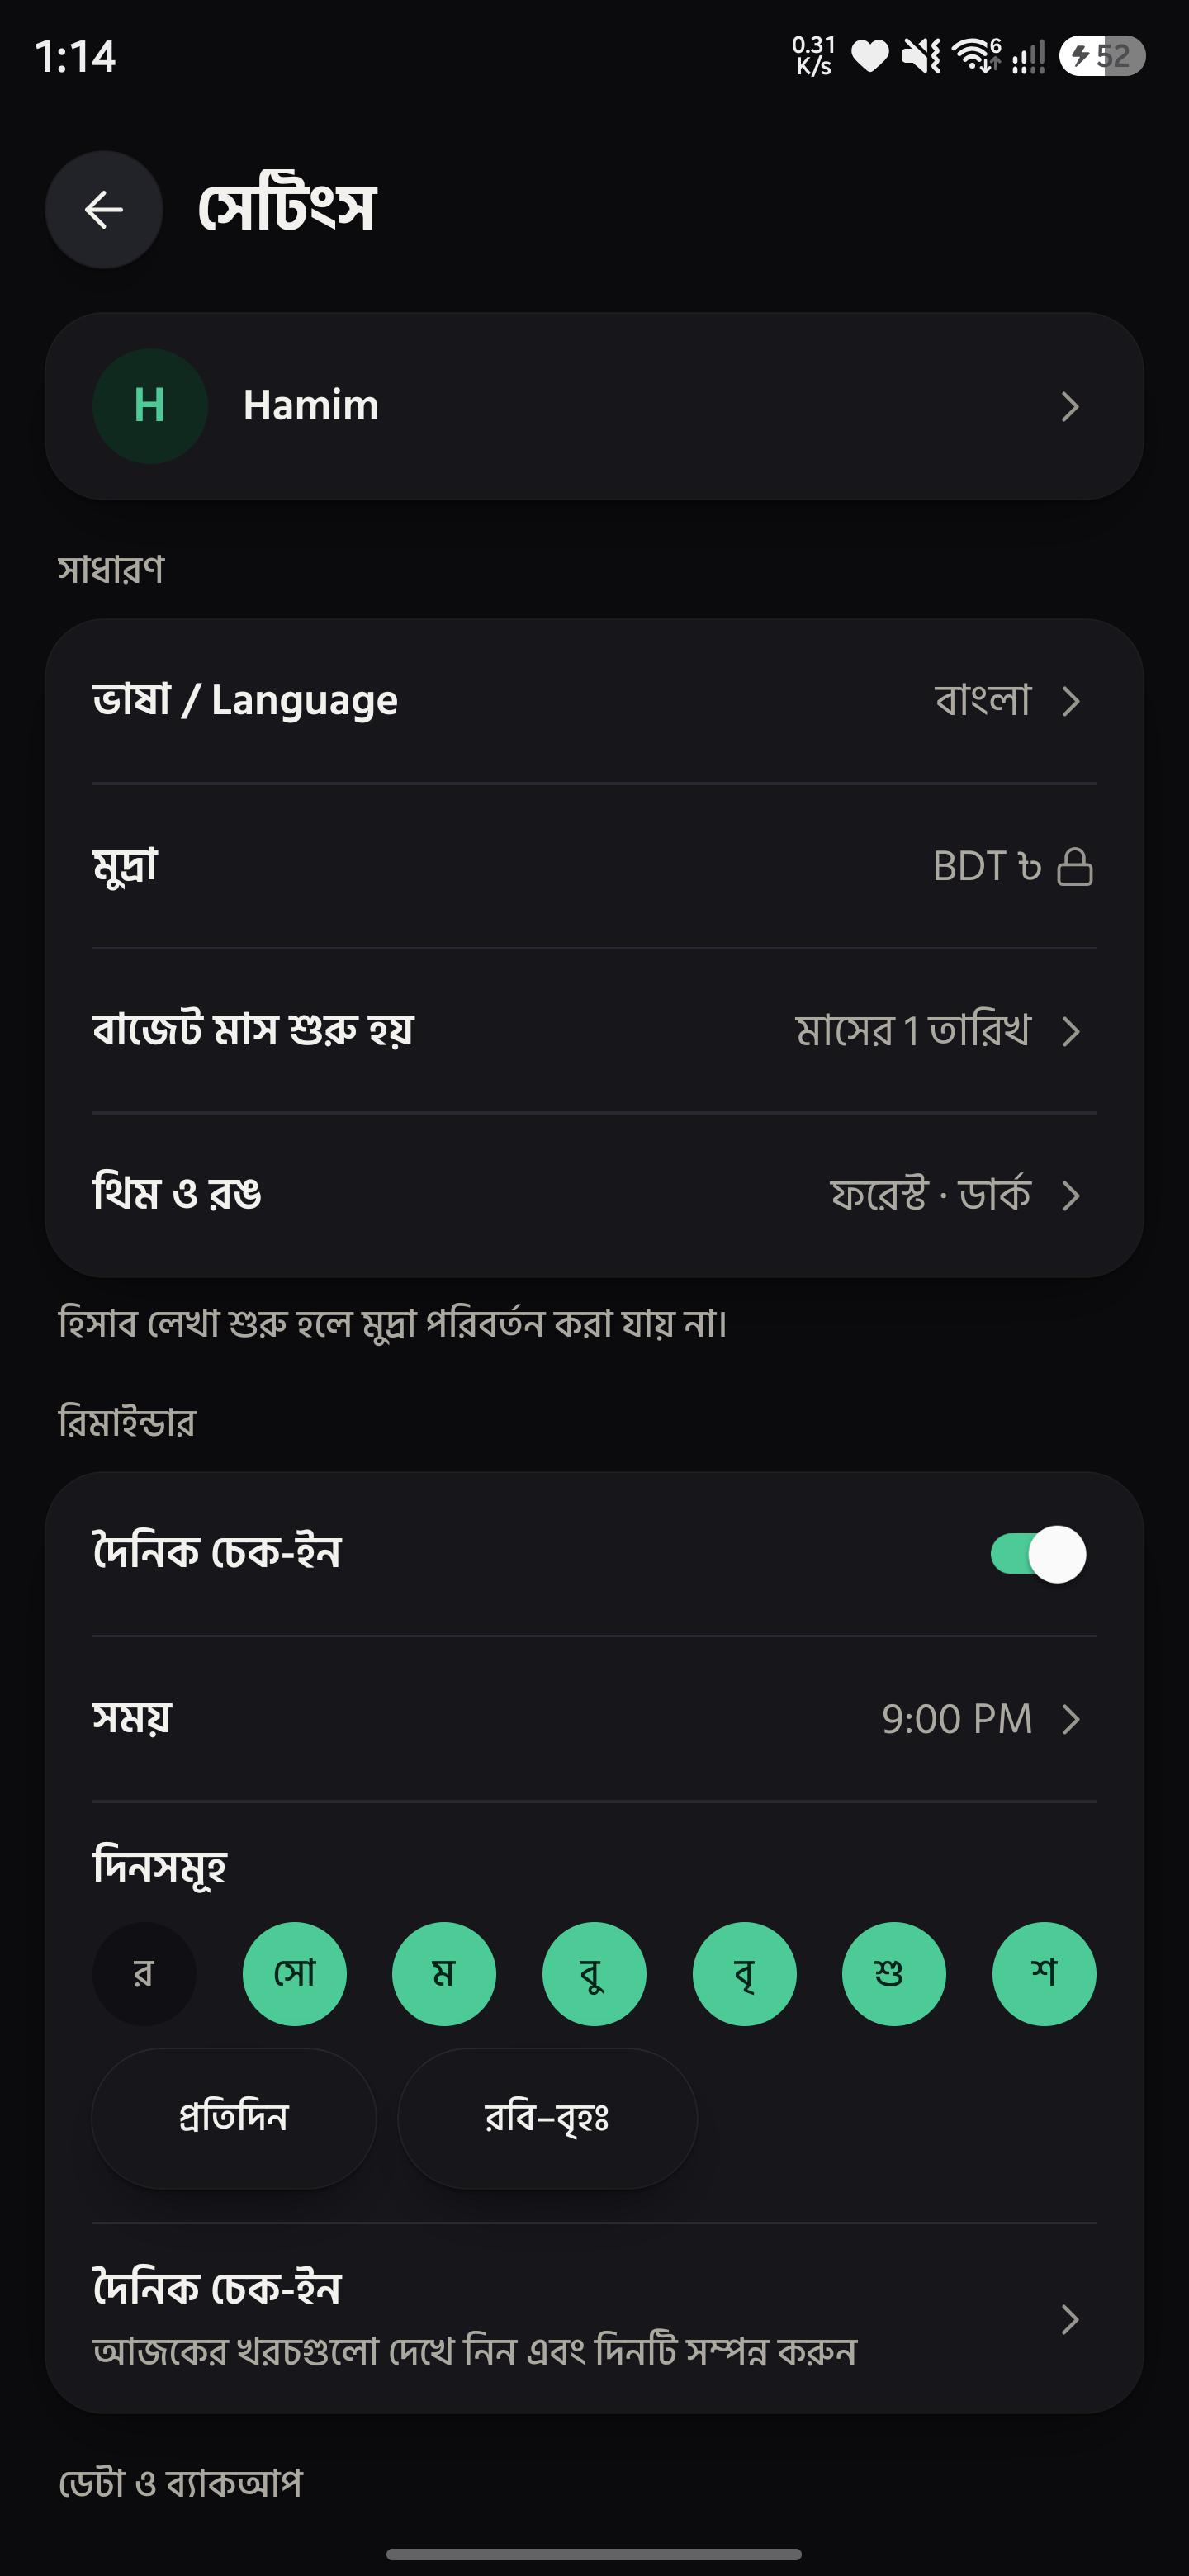 1:14
0.31 K/s
6
52
সেটিংস
H
Hamim
সাধারণ
ভাষা / Language
বাংলা
মুদ্রা
BDT ৳
বাজেট মাস শুরু হয়
মাসের 1 তারিখ
থিম ও রঙ
ফরেস্ট · ডার্ক
হিসাব লেখা শুরু হলে মুদ্রা পরিবর্তন করা যায় না।
রিমাইন্ডার
দৈনিক চেক-ইন
সময়
9:00 PM
দিনসমূহ
র সো ম বু বৃ শু শ
প্রতিদিন
রবি–বৃহঃ
দৈনিক চেক-ইন
আজকের খরচগুলো দেখে নিন এবং দিনটি সম্পন্ন করুন
ডেটা ও ব্যাকআপ